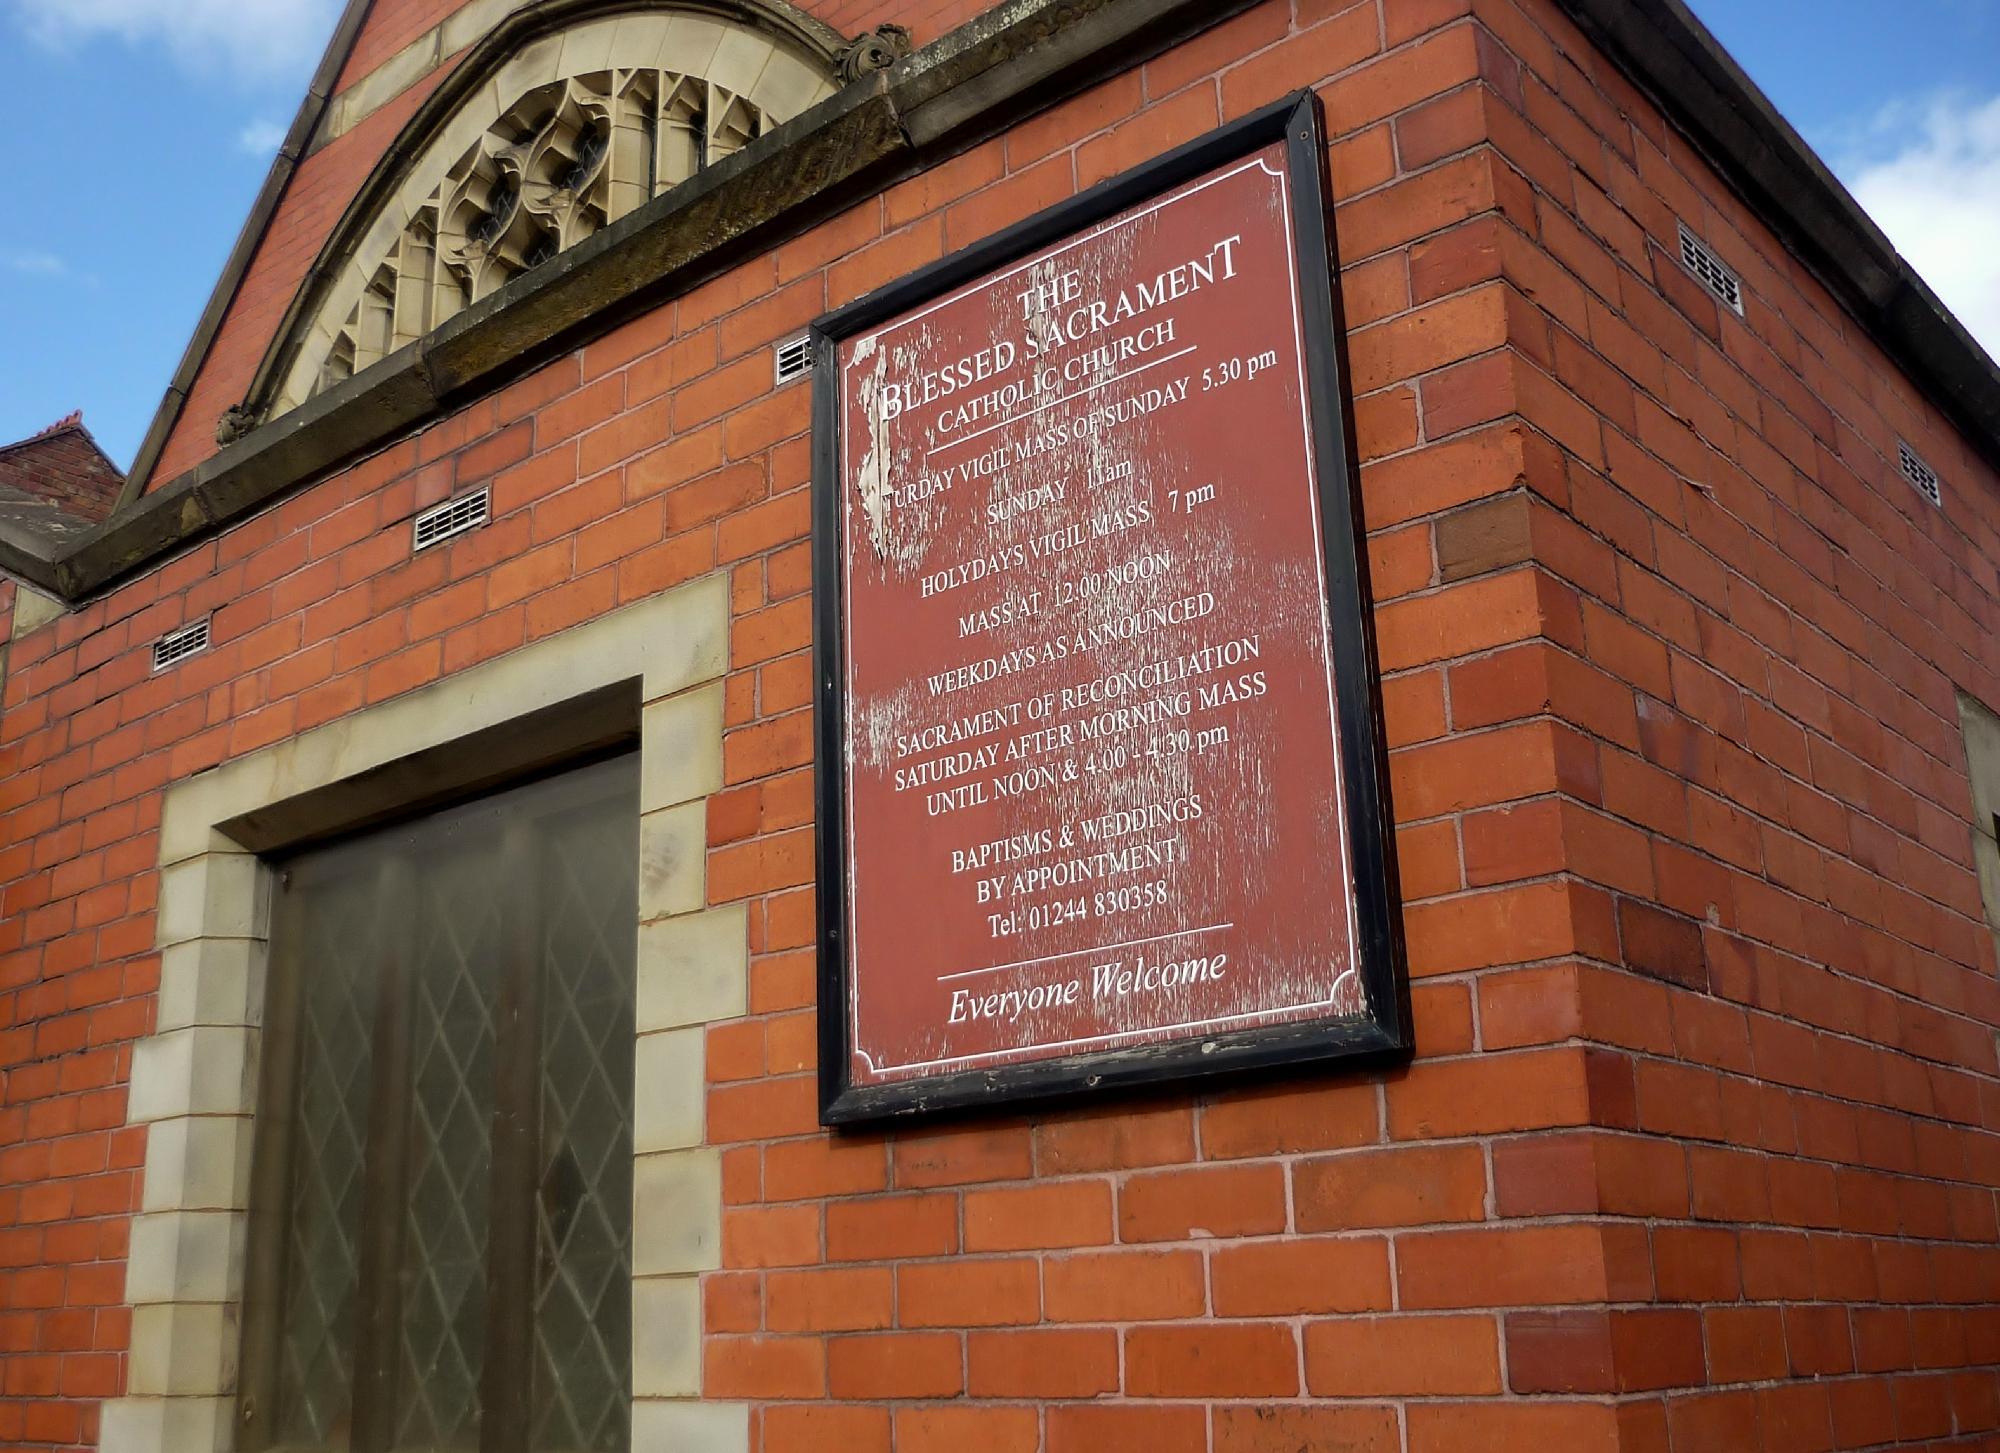 THE
BLESSED SACRAMENT
CATHOLIC CHURCH
URDAY VIGIL MASS OF SUNDAY 5.30 pm
SUNDAY 11am
HOLYDAYS VIGIL MASS 7 pm
MASS AT 12.00 NOON
WEEKDAYS AS ANNOUNCED
SACRAMENT OF RECONCILIATION
SATURDAY AFTER MORNING MASS
UNTIL NOON & 4.00 - 4.30 pm
BAPTISMS & WEDDINGS
BY APPOINTMENT
Tel: 01244 830358
Everyone Welcome